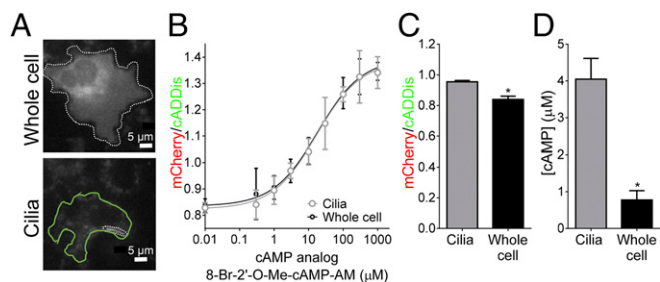 A
Whole cell
5 μm
Cilia
5 μm
B
mCherry/cADDis
1.4
1.3
1.2
1.1
1.0
0.9
0.8
Cilia
Whole cell
0.01 0.1 1 10 100 1000
cAMP analog
8-Br-2'-O-Me-cAMP-AM (μM)
C
mCherry/cADDis
1.0
0.8
0.6
0.4
0.2
0.0
*
Cilia Whole
cell
D
[cAMP] (μM)
5
4
3
2
1
0
*
Cilia Whole
cell